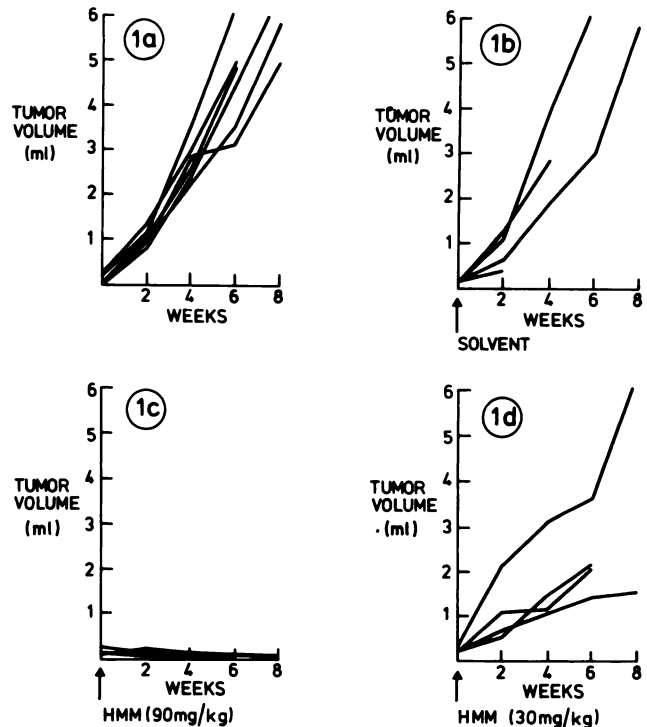 1a
6
5
4
3
2
1
TUMOR
VOLUME
(ml)
2 4 6 8
WEEKS
1b
6
5
4
3
2
1
TUMOR
VOLUME
(ml)
2 4 6 8
WEEKS
SOLVENT
1c
6
5
4
3
2
1
TUMOR
VOLUME
(ml)
2 4 6 8
WEEKS
HMM (90mg/kg)
1d
6
5
4
3
2
1
TUMOR
VOLUME
(ml)
2 4 6 8
WEEKS
HMM (30mg/kg)